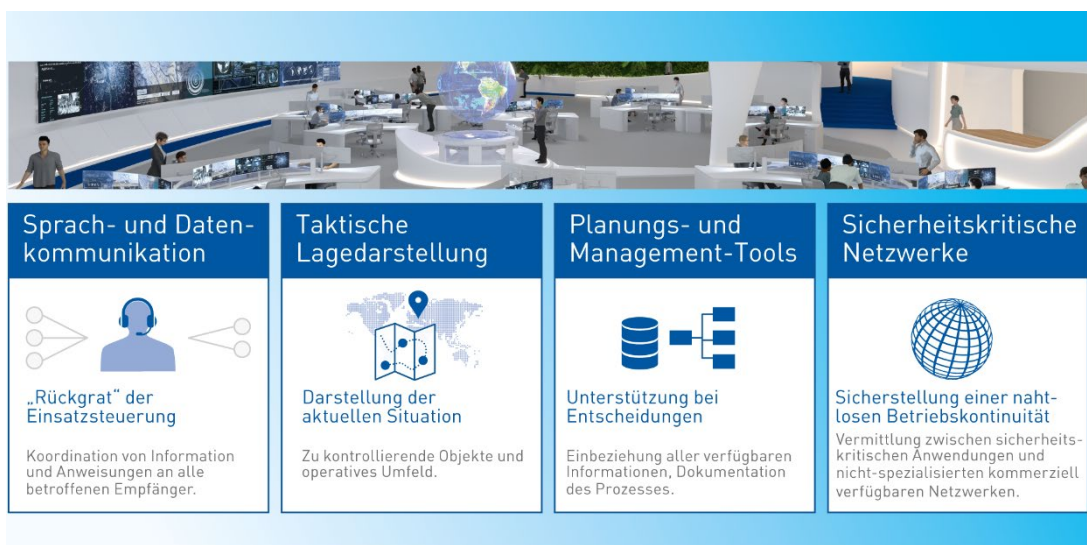 Sprach- und Daten-
kommunikation
„Rückgrat“ der
Einsatzsteuerung
Koordination von Information
und Anweisungen an alle
betroffenen Empfänger.
Taktische
Lagedarstellung
Darstellung der
aktuellen Situation
Zu kontrollierende Objekte und
operatives Umfeld.
Planungs- und
Management-Tools
Unterstützung bei
Entscheidungen
Einbeziehung aller verfügbaren
Informationen, Dokumentation
des Prozesses.
Sicherheitskritische
Netzwerke
Sicherstellung einer naht-
losen Betriebskontinuität
Vermittlung zwischen sicherheits-
kritischen Anwendungen und
nicht-spezialisierten kommerziell
verfügbaren Netzwerken.